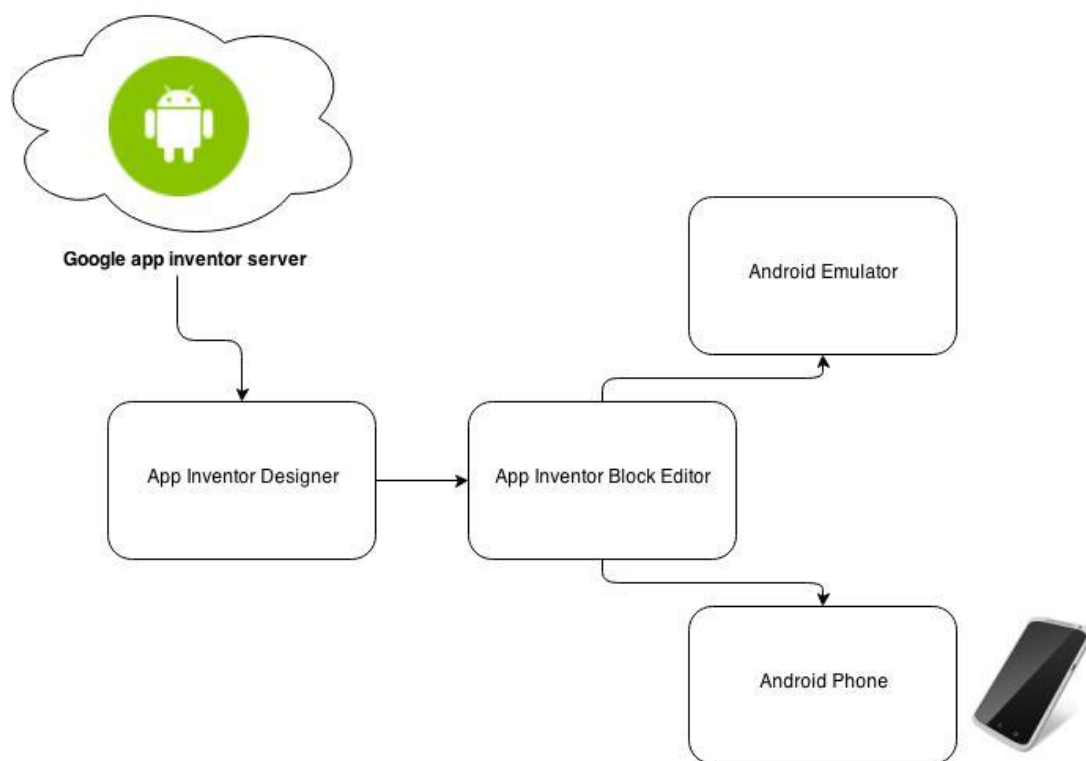 Google app inventor server
Android Emulator
App Inventor Designer
App Inventor Block Editor
Android Phone